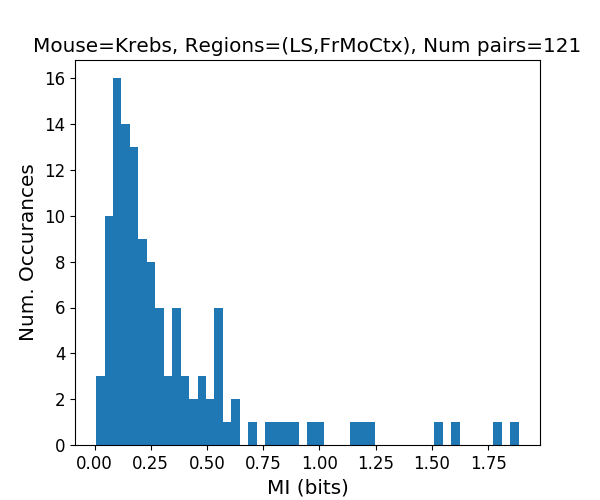 Mouse=Krebs, Regions=(LS,FrMoCtx), Num pairs=121
16
14
12
10
8
6
4
2
0
Num. Occurances
0.00 0.25 0.50 0.75 1.00 1.25 1.50 1.75
MI (bits)